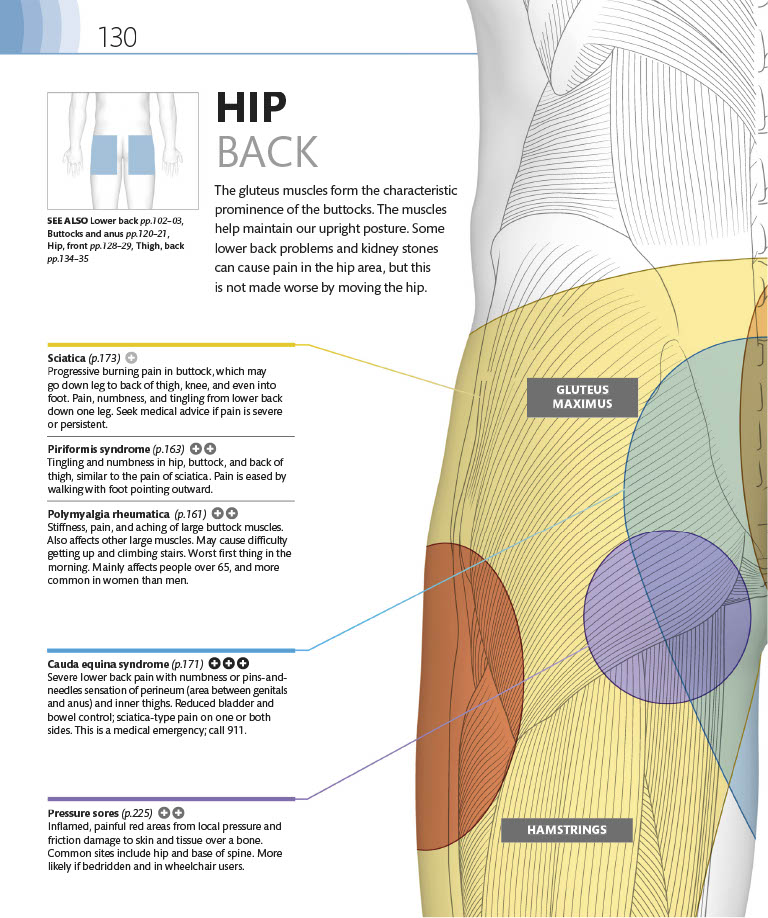 130
HIP
BACK
The gluteus muscles form the characteristic
prominence of the buttocks. The muscles
help maintain our upright posture. Some
lower back problems and kidney stones
can cause pain in the hip area, but this
is not made worse by moving the hip.
SEE ALSO Lower back pp.102–03,
Buttocks and anus pp.120–21,
Hip, front pp.128–29, Thigh, back
pp.134–35
Sciatica (p.173)
Progressive burning pain in buttock, which may
go down leg to back of thigh, knee, and even into
foot. Pain, numbness, and tingling from lower back
down one leg. Seek medical advice if pain is severe
or persistent.
Piriformis syndrome (p.163)
Tingling and numbness in hip, buttock, and back of
thigh, similar to the pain of sciatica. Pain is eased by
walking with foot pointing outward.
Polymyalgia rheumatica (p.161)
Stiffness, pain, and aching of large buttock muscles.
Also affects other large muscles. May cause difficulty
getting up and climbing stairs. Worst first thing in the
morning. Mainly affects people over 65, and more
common in women than men.
Cauda equina syndrome (p.171)
Severe lower back pain with numbness or pins-and-
needles sensation of perineum (area between genitals
and anus) and inner thighs. Reduced bladder and
bowel control; sciatica-type pain on one or both
sides. This is a medical emergency; call 911.
Pressure sores (p.225)
Inflamed, painful red areas from local pressure and
friction damage to skin and tissue over a bone.
Common sites include hip and base of spine. More
likely if bedridden and in wheelchair users.
GLUTEUS
MAXIMUS
HAMSTRINGS